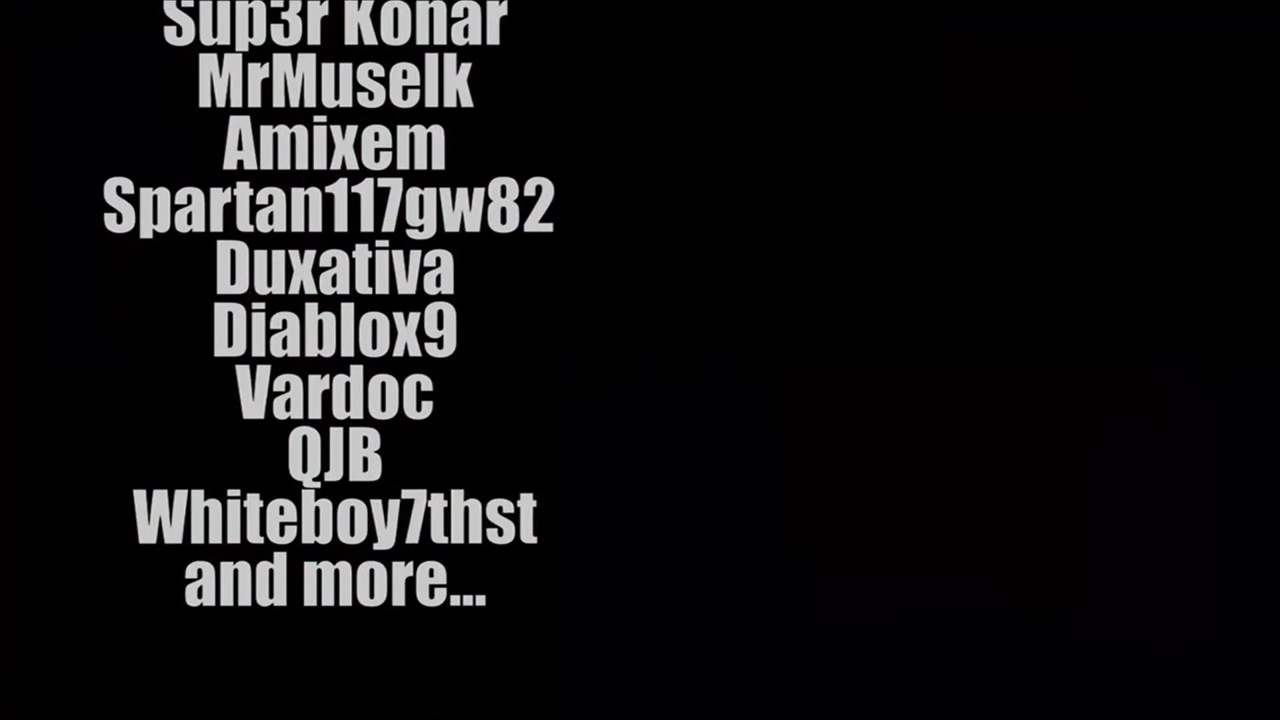 Sup3r Konar
MrMuselk
Amixem
Spartan117gw82
Duxativa
Diablox9
Vardoc
QJB
Whiteboy7thst
and more...